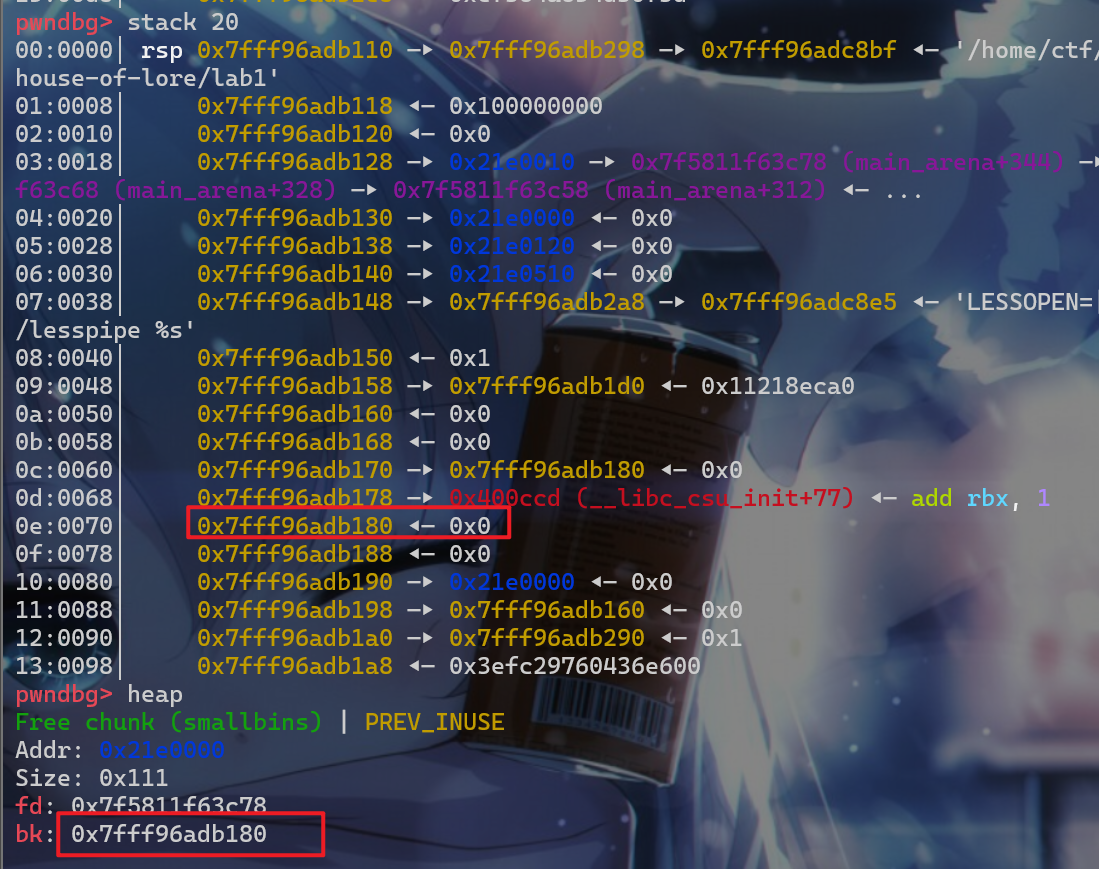 pwndbg> stack 20
00:0000│ rsp 0x7fff96adb110 —▸ 0x7fff96adb298 —▸ 0x7fff96adc8bf ◂— '/home/ctf/
house-of-lore/lab1'
01:0008│     0x7fff96adb118 ◂— 0x100000000
02:0010│     0x7fff96adb120 ◂— 0x0
03:0018│     0x7fff96adb128 —▸ 0x21e0010 —▸ 0x7f5811f63c78 (main_arena+344) —▸
f63c68 (main_arena+328) —▸ 0x7f5811f63c58 (main_arena+312) ◂— ...
04:0020│     0x7fff96adb130 —▸ 0x21e0000 ◂— 0x0
05:0028│     0x7fff96adb138 —▸ 0x21e0120 ◂— 0x0
06:0030│     0x7fff96adb140 —▸ 0x21e0510 ◂— 0x0
07:0038│     0x7fff96adb148 —▸ 0x7fff96adb2a8 —▸ 0x7fff96adc8e5 ◂— 'LESSOPEN=|
/lesspipe %s'
08:0040│     0x7fff96adb150 ◂— 0x1
09:0048│     0x7fff96adb158 —▸ 0x7fff96adb1d0 ◂— 0x11218eca0
0a:0050│     0x7fff96adb160 ◂— 0x0
0b:0058│     0x7fff96adb168 ◂— 0x0
0c:0060│     0x7fff96adb170 —▸ 0x7fff96adb180 ◂— 0x0
0d:0068│     0x7fff96adb178 —▸ 0x400ccd (__libc_csu_init+77) ◂— add rbx, 1
0e:0070│     0x7fff96adb180 ◂— 0x0
0f:0078│     0x7fff96adb188 ◂— 0x0
10:0080│     0x7fff96adb190 —▸ 0x21e0000 ◂— 0x0
11:0088│     0x7fff96adb198 —▸ 0x7fff96adb160 ◂— 0x0
12:0090│     0x7fff96adb1a0 —▸ 0x7fff96adb290 ◂— 0x1
13:0098│     0x7fff96adb1a8 ◂— 0x3efc29760436e600
pwndbg> heap
Free chunk (smallbins) | PREV_INUSE
Addr: 0x21e0000
Size: 0x111
fd: 0x7f5811f63c78
bk: 0x7fff96adb180